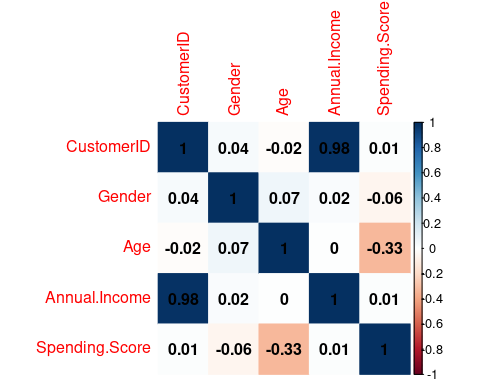 CustomerID
Gender
Age
Annual.Income
Spending.Score
CustomerID 1 0.04 -0.02 0.98 0.01
Gender 0.04 1 0.07 0.02 -0.06
Age -0.02 0.07 1 0 -0.33
Annual.Income 0.98 0.02 0 1 0.01
Spending.Score 0.01 -0.06 -0.33 0.01 1
1
0.8
0.6
0.4
0.2
0
-0.2
-0.4
-0.6
-0.8
-1